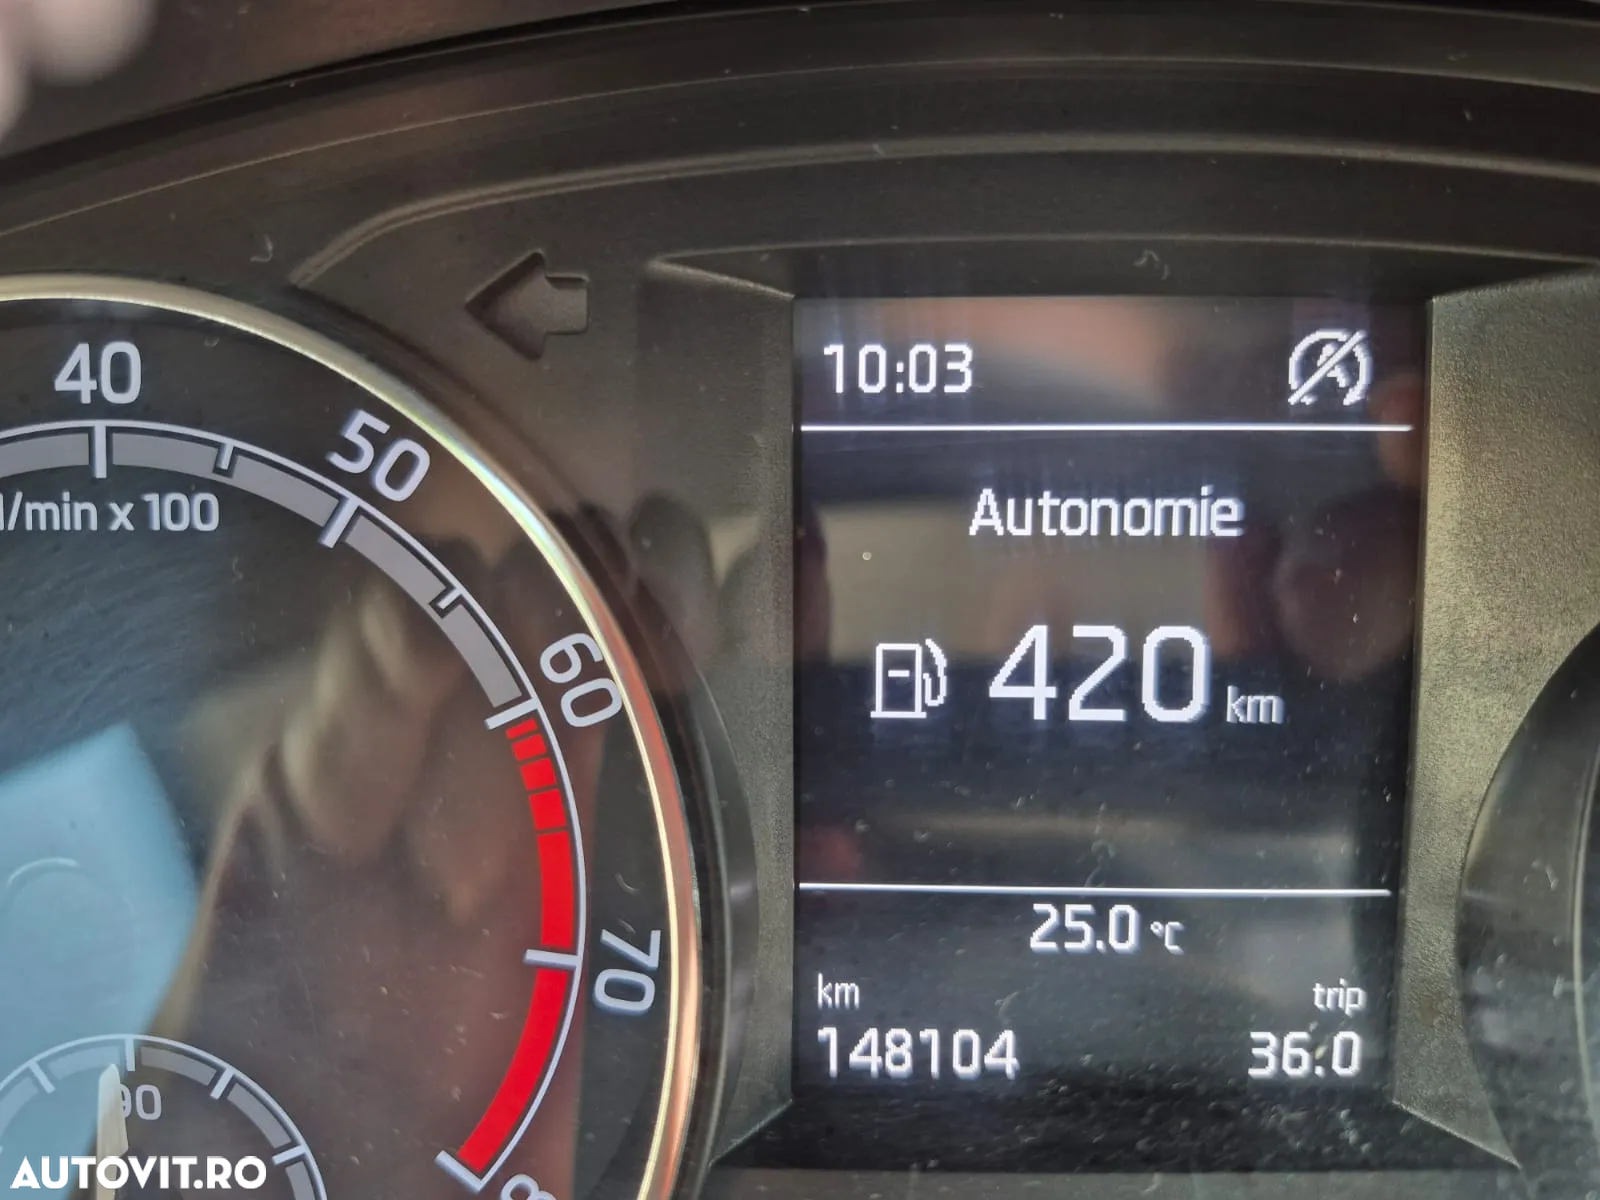 10:03
Autonomie
420 km
25.0 °C
km
trip
148104
36.0
40
50
60
70
/min x 100
90
AUTOVIT.RO